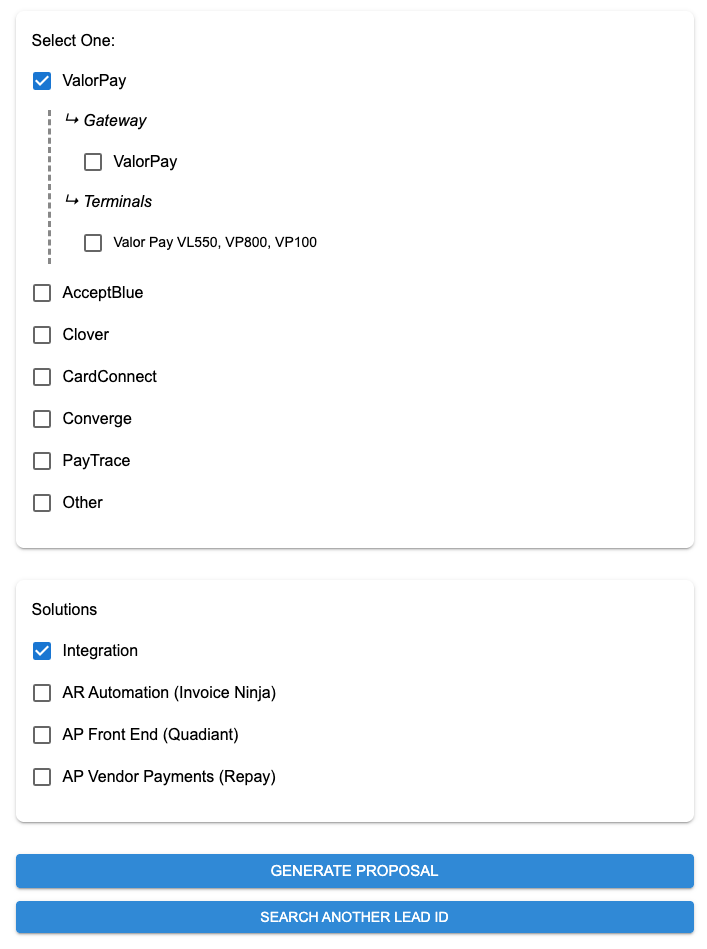 Select One:
ValorPay
↳ Gateway
ValorPay
↳ Terminals
Valor Pay VL550, VP800, VP100
AcceptBlue
Clover
CardConnect
Converge
PayTrace
Other
Solutions
Integration
AR Automation (Invoice Ninja)
AP Front End (Quadiant)
AP Vendor Payments (Repay)
GENERATE PROPOSAL
SEARCH ANOTHER LEAD ID